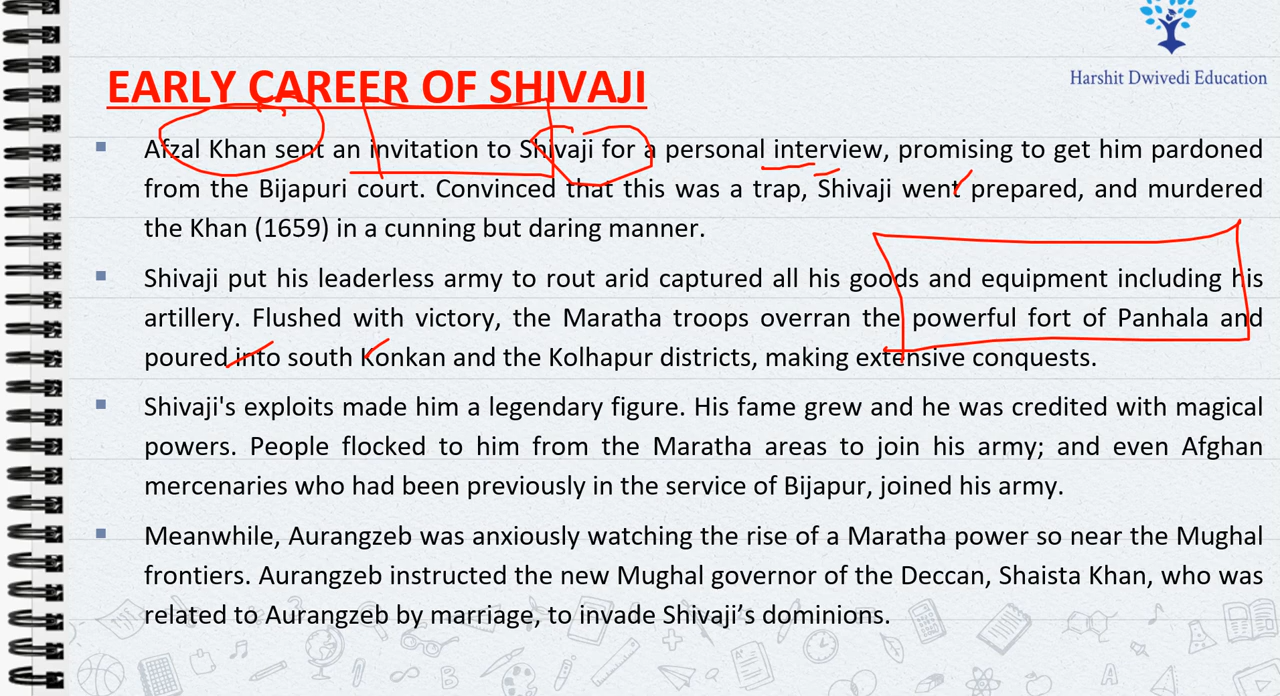 Harshit Dwivedi Education
EARLY CAREER OF SHIVAJI
Afzal Khan sent an invitation to Shivaji for a personal interview, promising to get him pardoned
from the Bijapuri court. Convinced that this was a trap, Shivaji went prepared, and murdered
the Khan (1659) in a cunning but daring manner.
Shivaji put his leaderless army to rout arid captured all his goods and equipment including his
artillery. Flushed with victory, the Maratha troops overran the powerful fort of Panhala and
poured into south Konkan and the Kolhapur districts, making extensive conquests.
Shivaji's exploits made him a legendary figure. His fame grew and he was credited with magical
powers. People flocked to him from the Maratha areas to join his army; and even Afghan
mercenaries who had been previously in the service of Bijapur, joined his army.
Meanwhile, Aurangzeb was anxiously watching the rise of a Maratha power so near the Mughal
frontiers. Aurangzeb instructed the new Mughal governor of the Deccan, Shaista Khan, who was
related to Aurangzeb by marriage, to invade Shivaji’s dominions.